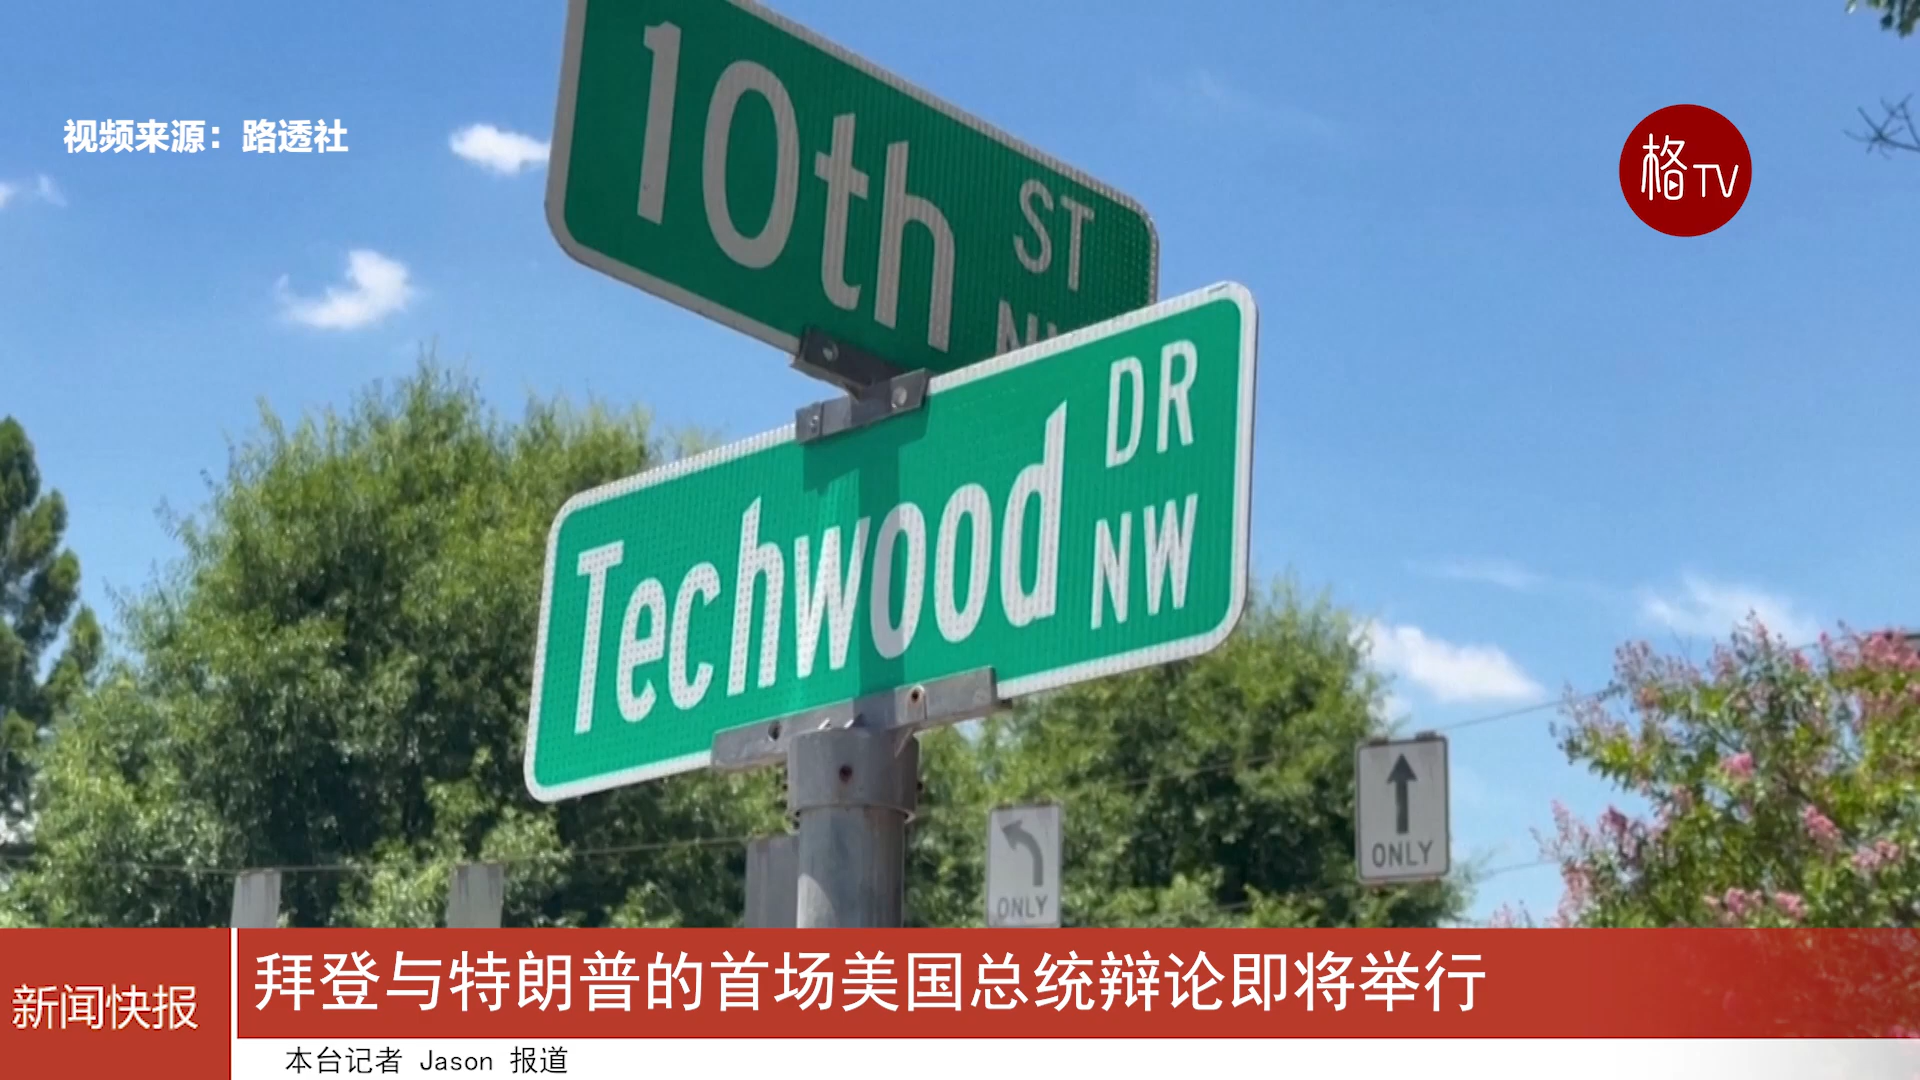 视频来源：路透社
格TV
10th ST
Techwood DR
NW
ONLY
ONLY
新闻快报
拜登与特朗普的首场美国总统辩论即将举行
本台记者 Jason 报道